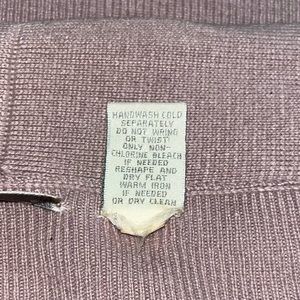 HANDWASH COLD
SEPARATELY
DO NOT WRING
OR TWIST
ONLY NON-
CHLORINE BLEACH
IF NEEDED
RESHAPE AND
DRY FLAT
WARM IRON
IF NEEDED
OR DRY CLEAN